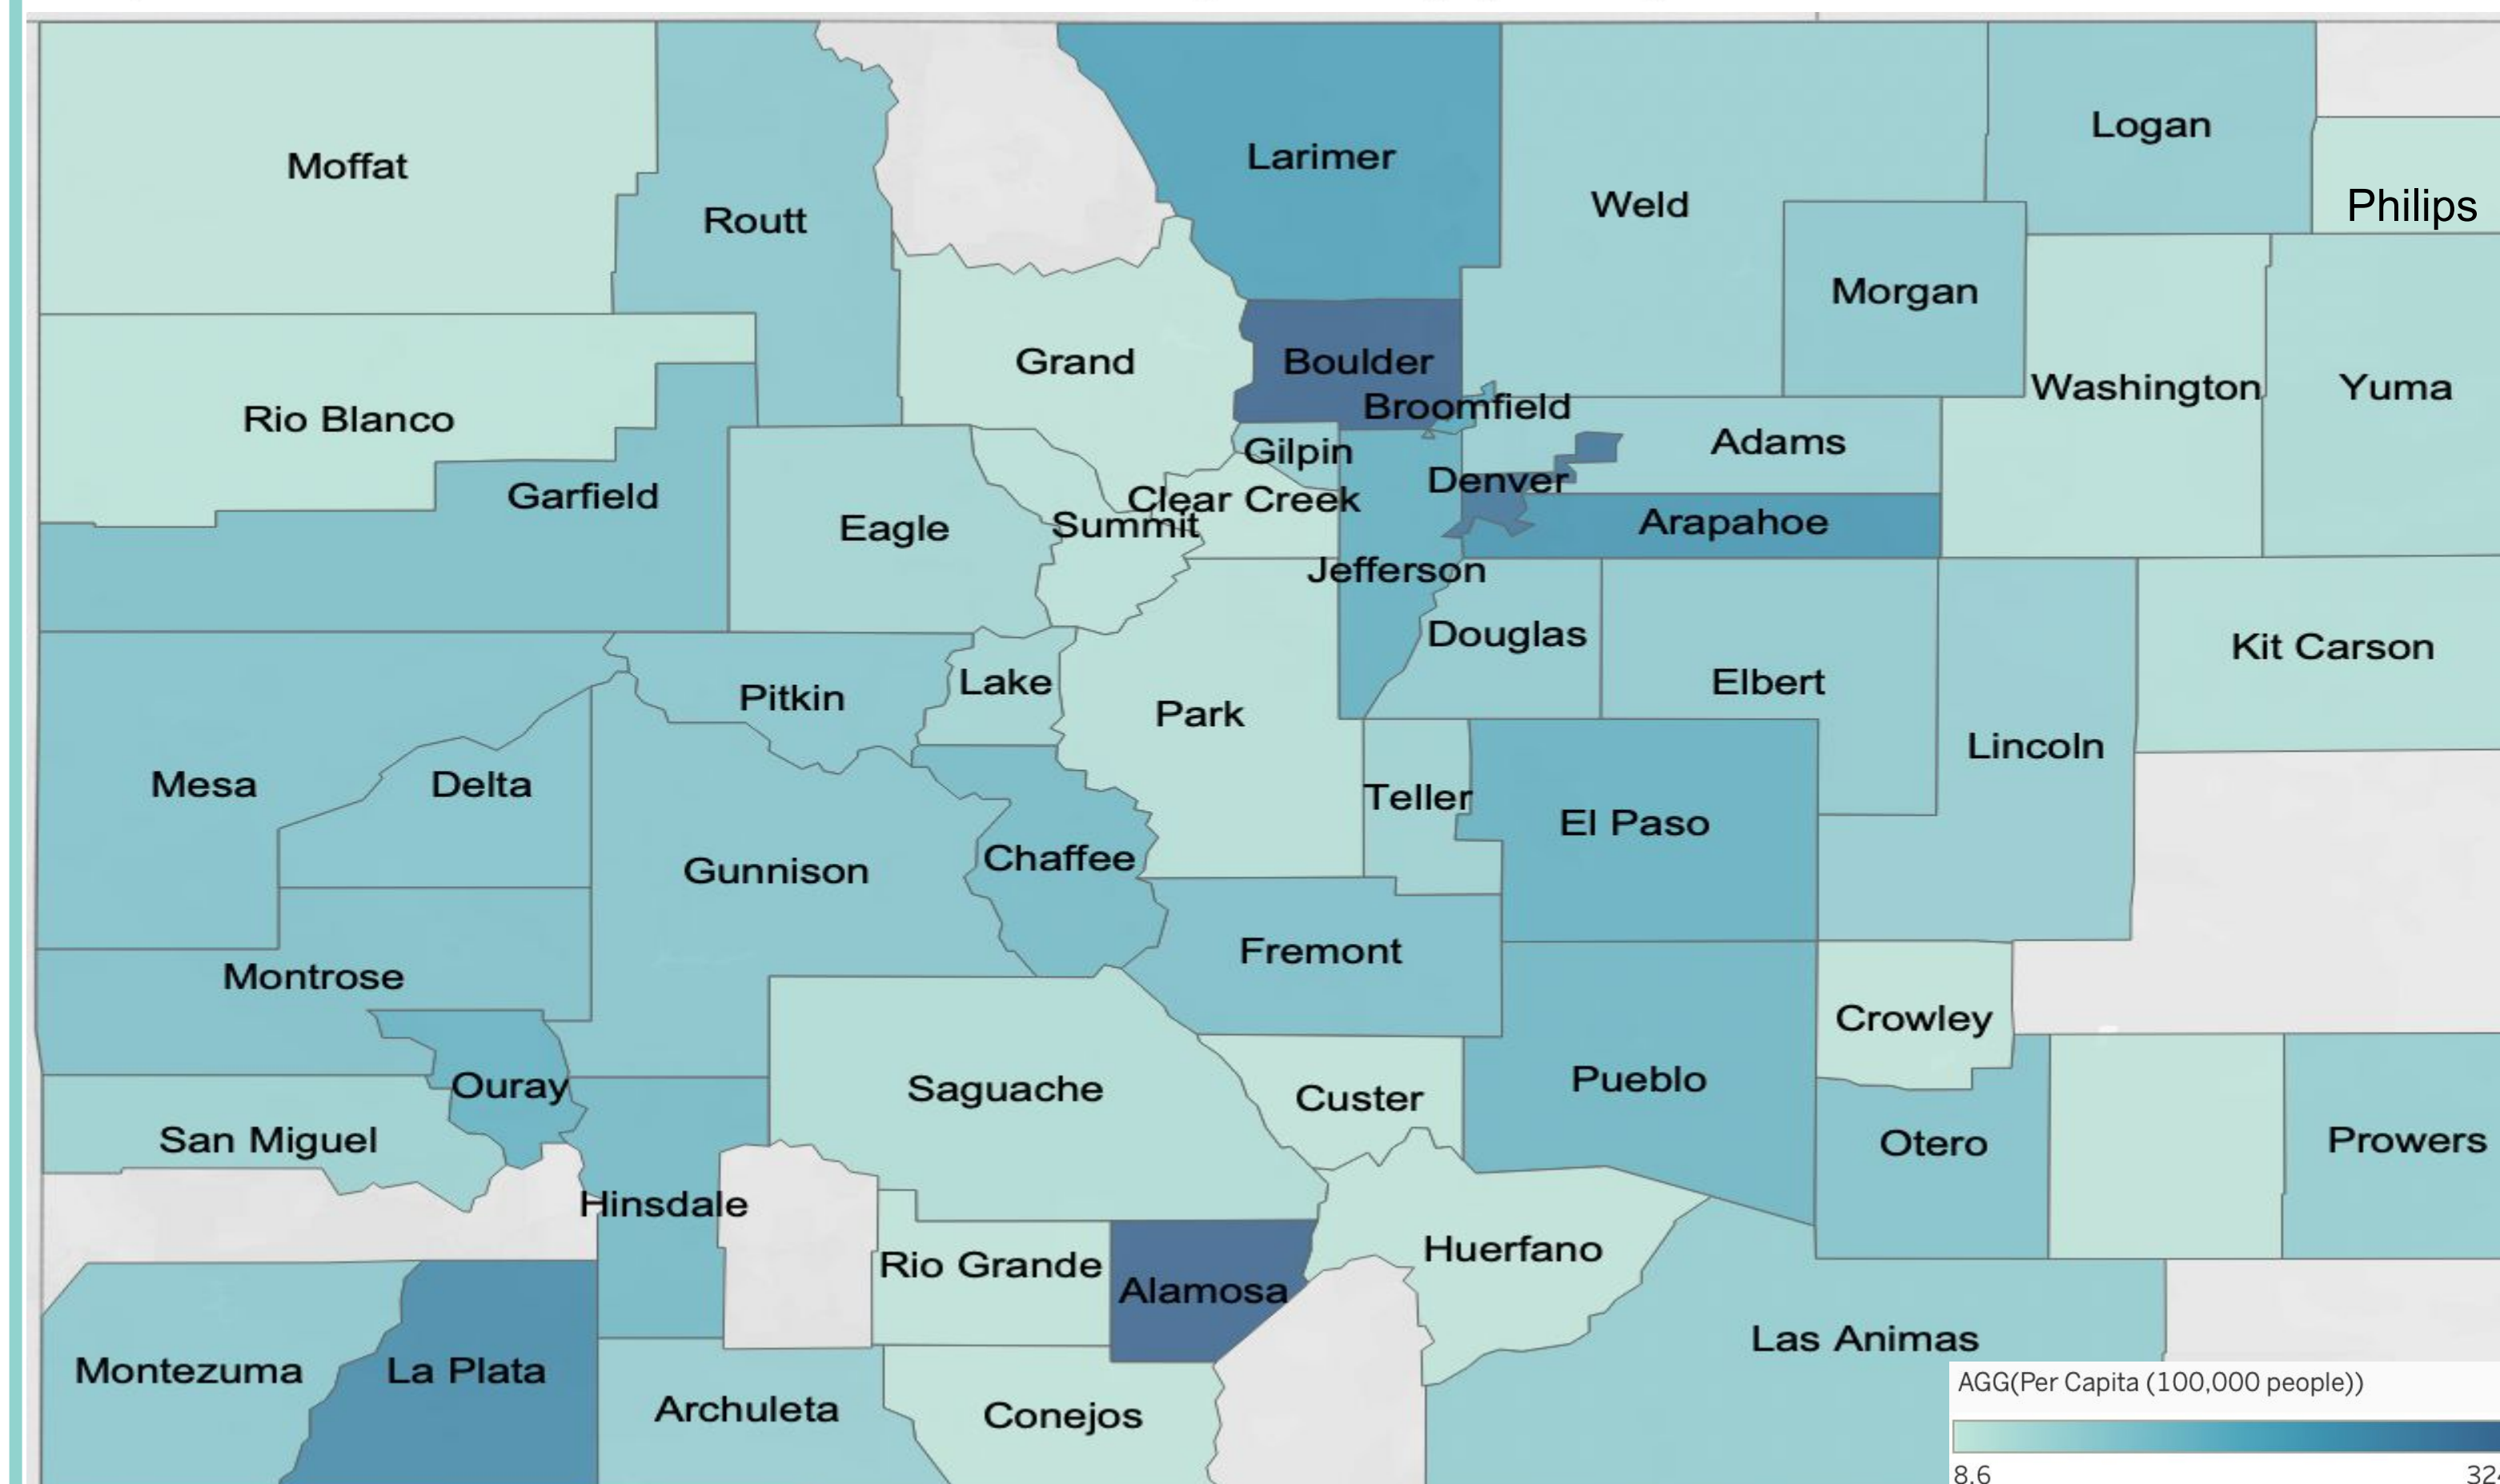 Logan
Moffat
Larimer
Philips
Weld
Routt
Morgan
Grand
Boulder
Washington
Yuma
Broomfield
Rio Blanco
Adams
Gilpin
Denver
Garfield
Clear Creek
Arapahoe
Eagle
Summit
Jefferson
Douglas
Kit Carson
Lake
Elbert
Pitkin
Park
Lincoln
Mesa
Delta
Teller
El Paso
Chaffee
Gunnison
Fremont
Montrose
Crowley
Pueblo
Ouray
Saguache
Custer
San Miguel
Otero
Prowers
Hinsdale
Huerfano
Rio Grande
Alamosa
Las Animas
Montezuma
La Plata
Archuleta
Conejos
AGG(Per Capita (100,000 people))
8.6